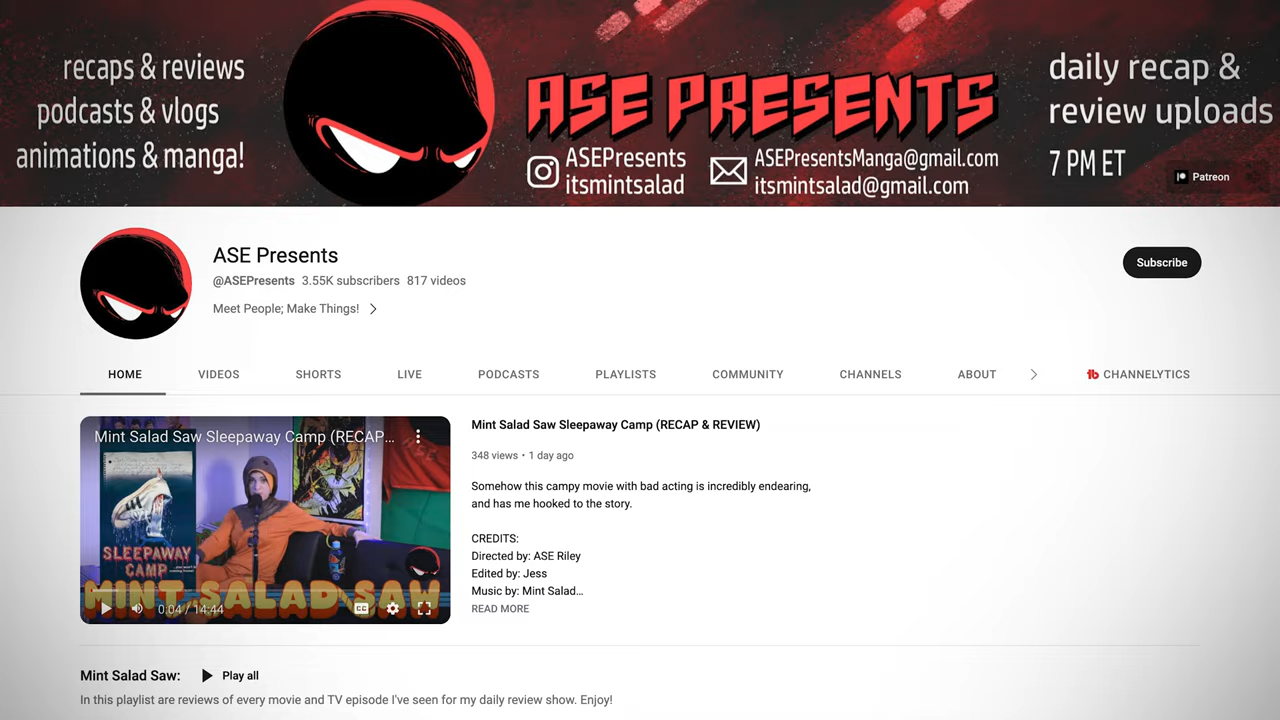 recaps & reviews
podcasts & vlogs
animations & manga!
ASE PRESENTS
ASEPresents
itsmintsalad
ASEPresentsManga@gmail.com
itsmintsalad@gmail.com
daily recap &
review uploads
7 PM ET
Patreon
ASE Presents
@ASEPresents 3.55K subscribers 817 videos
Meet People; Make Things!
Subscribe
HOME VIDEOS SHORTS LIVE PODCASTS PLAYLISTS COMMUNITY CHANNELS ABOUT CHANNELYTICS
Mint Salad Saw Sleepaway Camp (RECAP...
SLEEPAWAY
CAMP
MINT SALAD SAW
0:04 / 14:44
Mint Salad Saw Sleepaway Camp (RECAP & REVIEW)
348 views • 1 day ago
Somehow this campy movie with bad acting is incredibly endearing,
and has me hooked to the story.
CREDITS:
Directed by: ASE Riley
Edited by: Jess
Music by: Mint Salad...
READ MORE
Mint Salad Saw: Play all
In this playlist are reviews of every movie and TV episode I've seen for my daily review show. Enjoy!